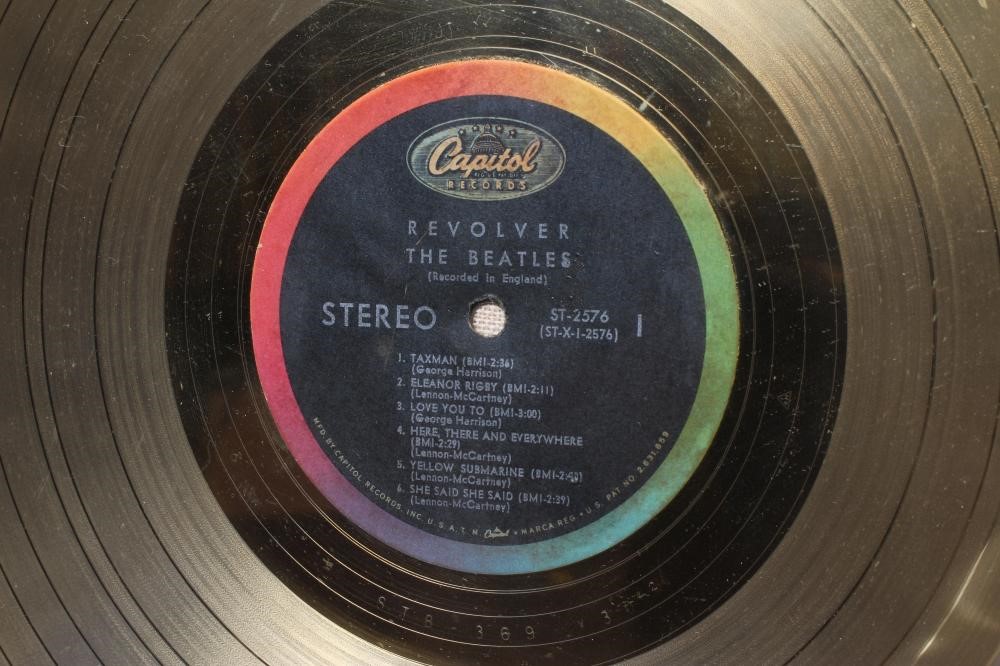 Capitol
RECORDS
REVOLVER
THE BEATLES
(Recorded in England)
STEREO
ST-2576
(ST-X-1-2576)
1
1. TAXMAN (BMI-2:36)
(George Harrison)
2. ELEANOR RIGBY (BMI-2:11)
(Lennon-McCartney)
3. LOVE YOU TO (BMI-3:00)
(George Harrison)
4. HERE, THERE AND EVERYWHERE
(BMI-2:29)
(Lennon-McCartney)
5. YELLOW SUBMARINE
(Lennon-McCartney)
6. SHE SAID SHE SAID (BMI-2:39)
(Lennon-McCartney)
MFD. BY CAPITOL RECORDS, INC. U.S.A. T.M. Capitol • MARCA REG. • U.S. PAT. NO. 2,631,859